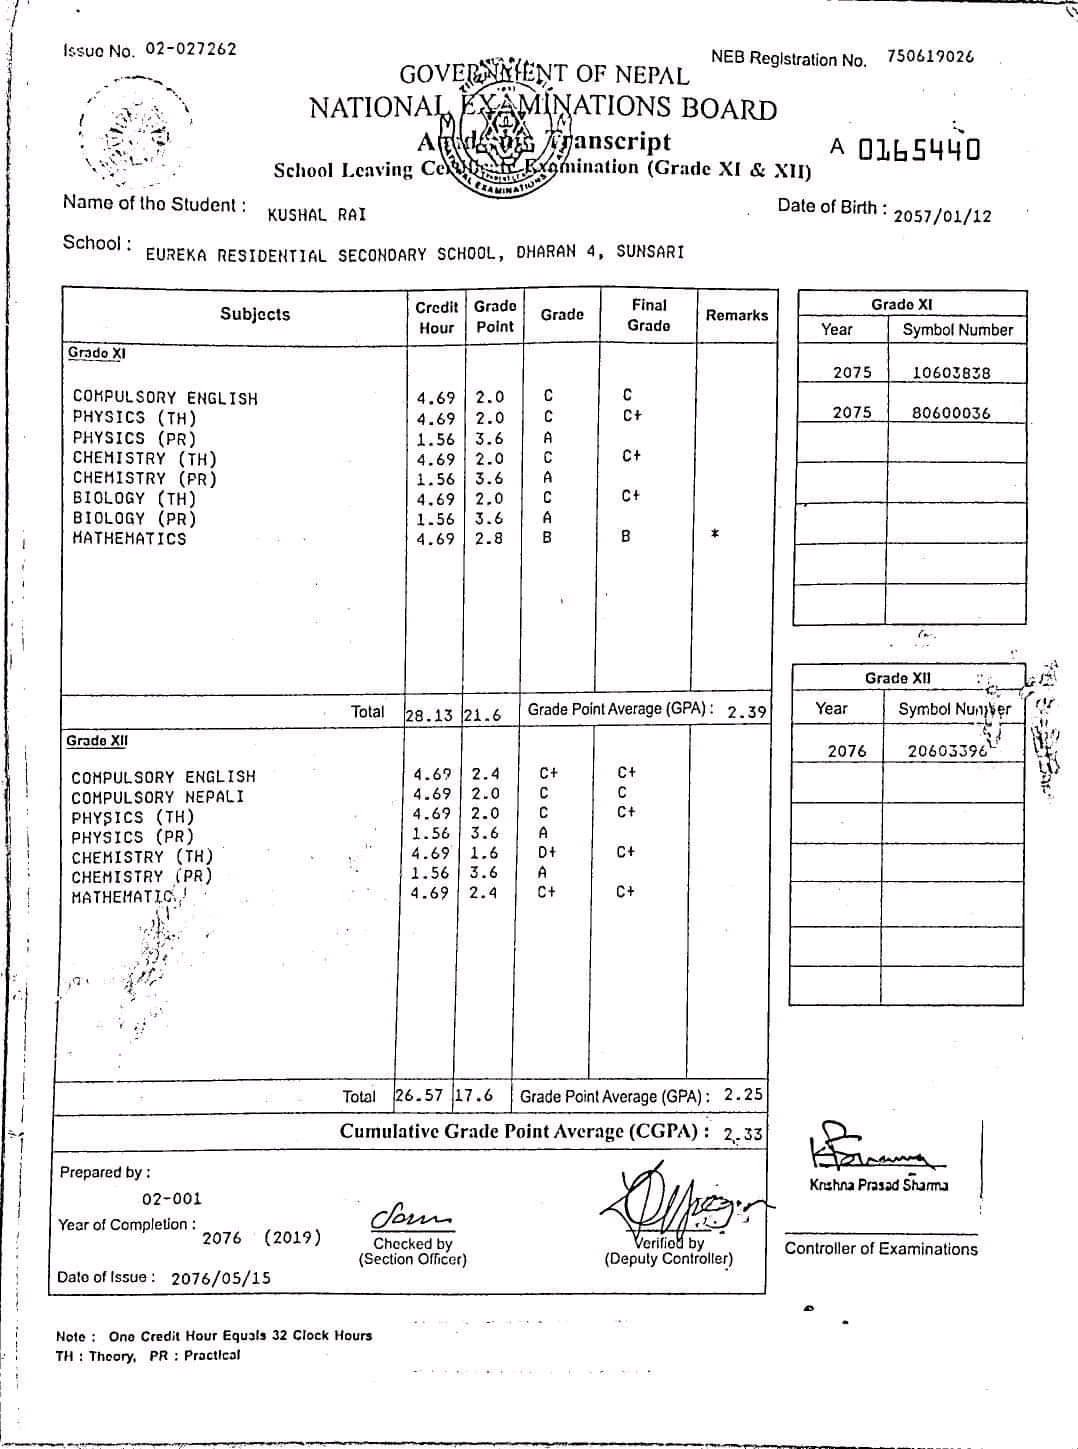 Issue No. 02-027262
NEB Registration No. 750619026
GOVERNMENT OF NEPAL
NATIONAL EXAMINATIONS BOARD
Academic Transcript
A 0165440
School Leaving Certificate Examination (Grade XI & XII)
Name of the Student : KUSHAL RAI
Date of Birth : 2057/01/12
School : EUREKA RESIDENTIAL SECONDARY SCHOOL, DHARAN 4, SUNSARI
Subjects Credit Hour Grade Point Grade Final Grade Remarks
Grade XI
COMPULSORY ENGLISH 4.69 2.0 C C
PHYSICS (TH) 4.69 2.0 C C+
PHYSICS (PR) 1.56 3.6 A
CHEMISTRY (TH) 4.69 2.0 C C+
CHEMISTRY (PR) 1.56 3.6 A
BIOLOGY (TH) 4.69 2.0 C C+
BIOLOGY (PR) 1.56 3.6 A
MATHEMATICS 4.69 2.8 B B *
Total 28.13 21.6 Grade Point Average (GPA) : 2.39
Grade XII
COMPULSORY ENGLISH 4.69 2.4 C+ C+
COMPULSORY NEPALI 4.69 2.0 C C
PHYSICS (TH) 4.69 2.0 C C+
PHYSICS (PR) 1.56 3.6 A
CHEMISTRY (TH) 4.69 1.6 D+ C+
CHEMISTRY (PR) 1.56 3.6 A
MATHEMATIC 4.69 2.4 C+ C+
Total 26.57 17.6 Grade Point Average (GPA) : 2.25
Cumulative Grade Point Average (CGPA) : 2.33
Grade XI
Year Symbol Number
2075 10603838
2075 80600036
Grade XII
Year Symbol Number
2076 20603396
Prepared by :
02-001
Year of Completion :
2076 (2019)
Date of Issue : 2076/05/15
Checked by
(Section Officer)
Verified by
(Deputy Controller)
Krishna Prasad Sharma
Controller of Examinations
Note : One Credit Hour Equals 32 Clock Hours
TH : Theory, PR : Practical